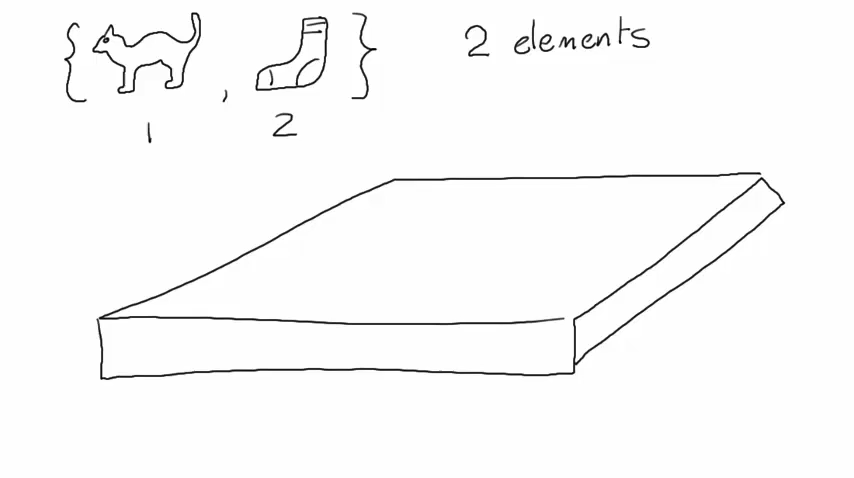 { , } 2 elements
1 2